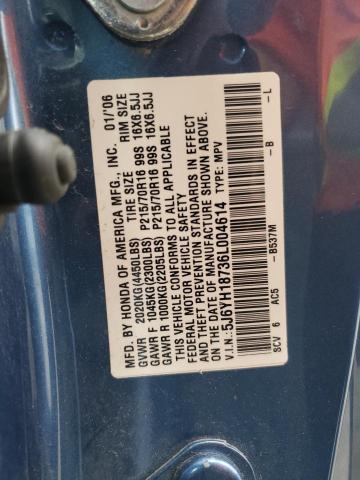 MFD. BY HONDA OF AMERICA MFG., INC. 01/'06
TIRE SIZE RIM SIZE
GVWR 2020KG(4450LBS) P215/70R16 99S 16X6.5JJ
GAWR F 1045KG(2300LBS) P215/70R16 99S 16X6.5JJ
GAWR R 1000KG(2205LBS)
THIS VEHICLE CONFORMS TO ALL APPLICABLE
FEDERAL MOTOR VEHICLE SAFETY
AND THEFT PREVENTION STANDARDS IN EFFECT
ON THE DATE OF MANUFACTURE SHOWN ABOVE.
V.I.N.:5J6YH18736L004614 TYPE: MPV
SCV 6 AC5 -B537M -B -L